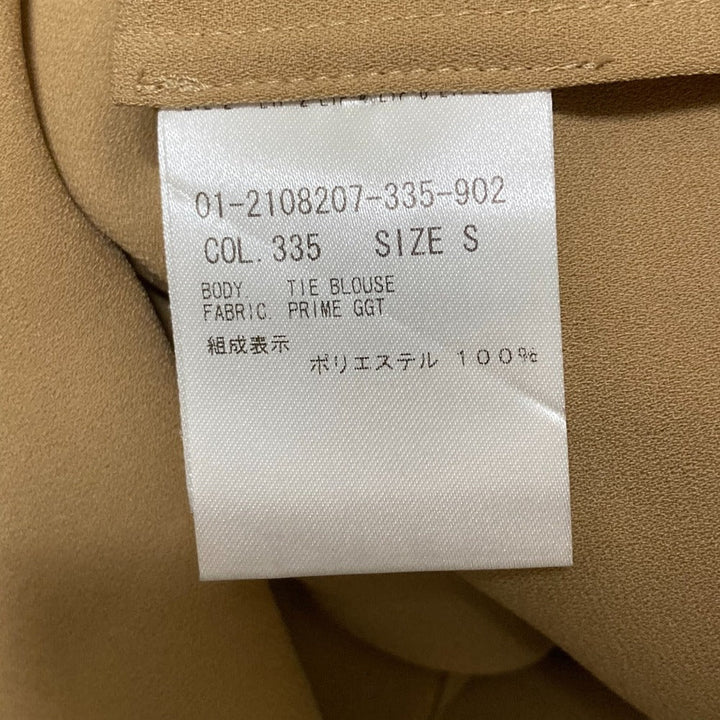 01-2108207-335-902
COL. 335 SIZE S
BODY TIE BLOUSE
FABRIC. PRIME GGT
組成表示
ポリエステル 100%